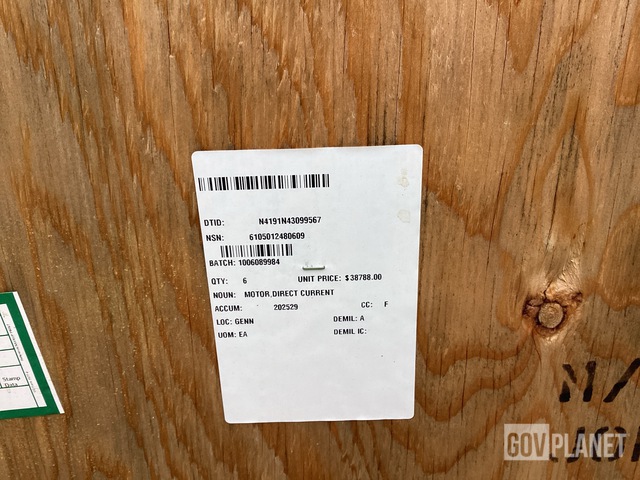 DTID: N4191N43099567
NSN: 6105012480609
BATCH: 1006089984
QTY: 6 UNIT PRICE: $38788.00
NOUN: MOTOR,DIRECT CURRENT
ACCUM: 202529 CC: F
LOC: GENN DEMIL: A
UOM: EA DEMIL IC:
Stamp
Data
N/
GOVPLANET